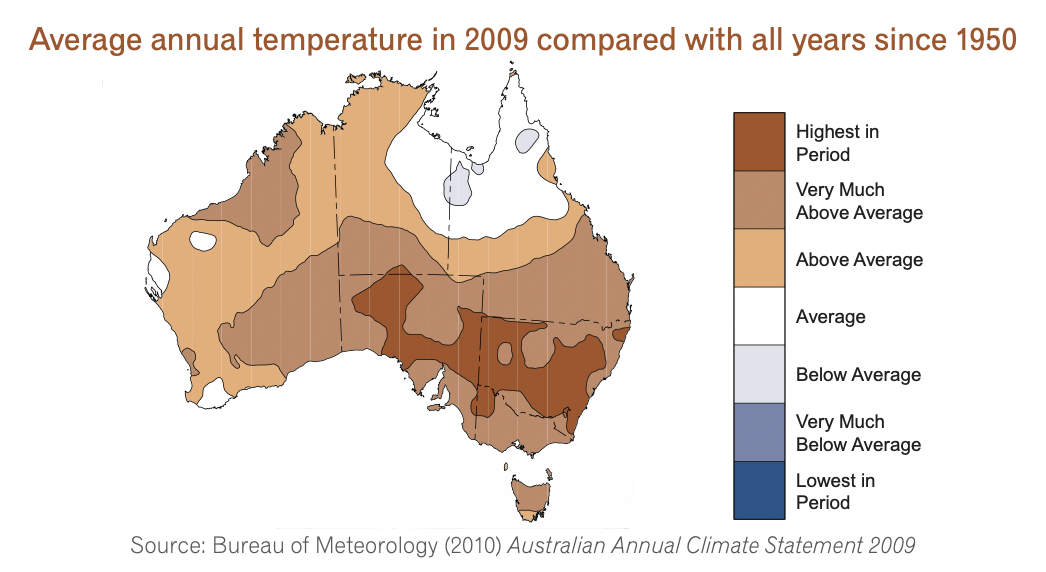 Average annual temperature in 2009 compared with all years since 1950
Highest in
Period
Very Much
Above Average
Above Average
Average
Below Average
Very Much
Below Average
Lowest in
Period
Source: Bureau of Meteorology (2010) Australian Annual Climate Statement 2009